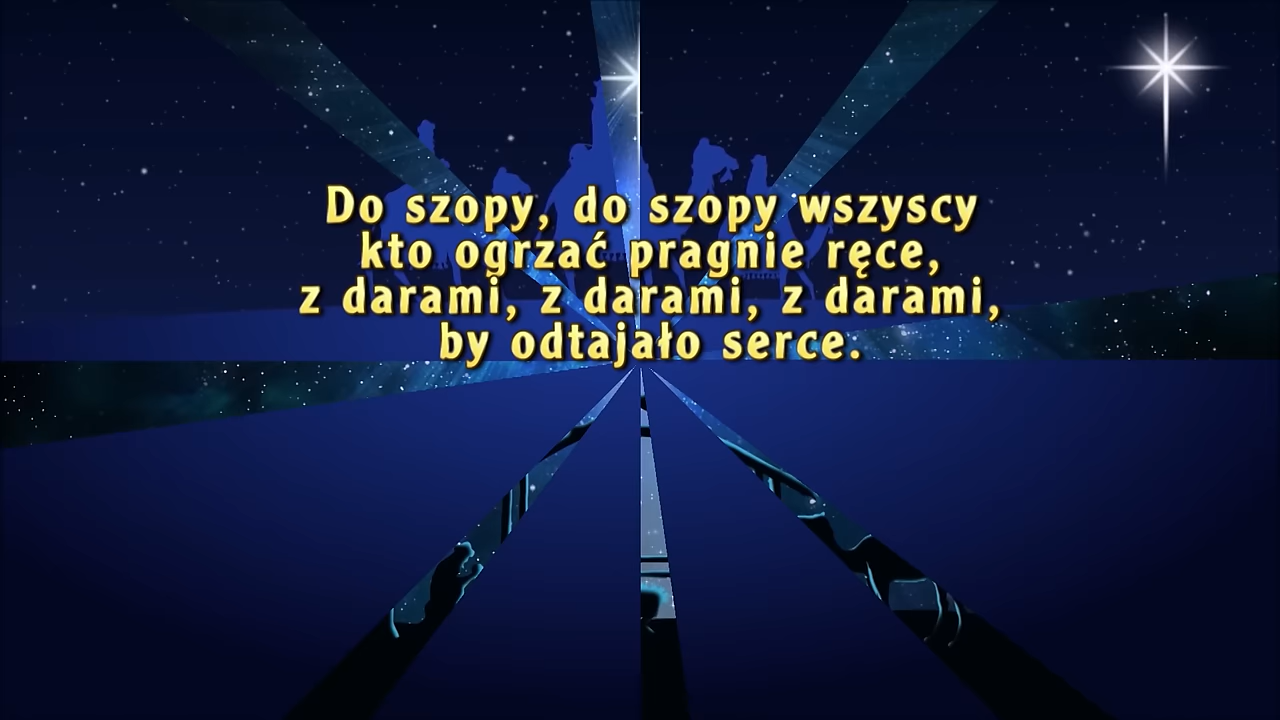 Do szopy, do szopy wszyscy
kto ogrzać pragnie ręce,
z darami, z darami, z darami,
by odtajało serce.